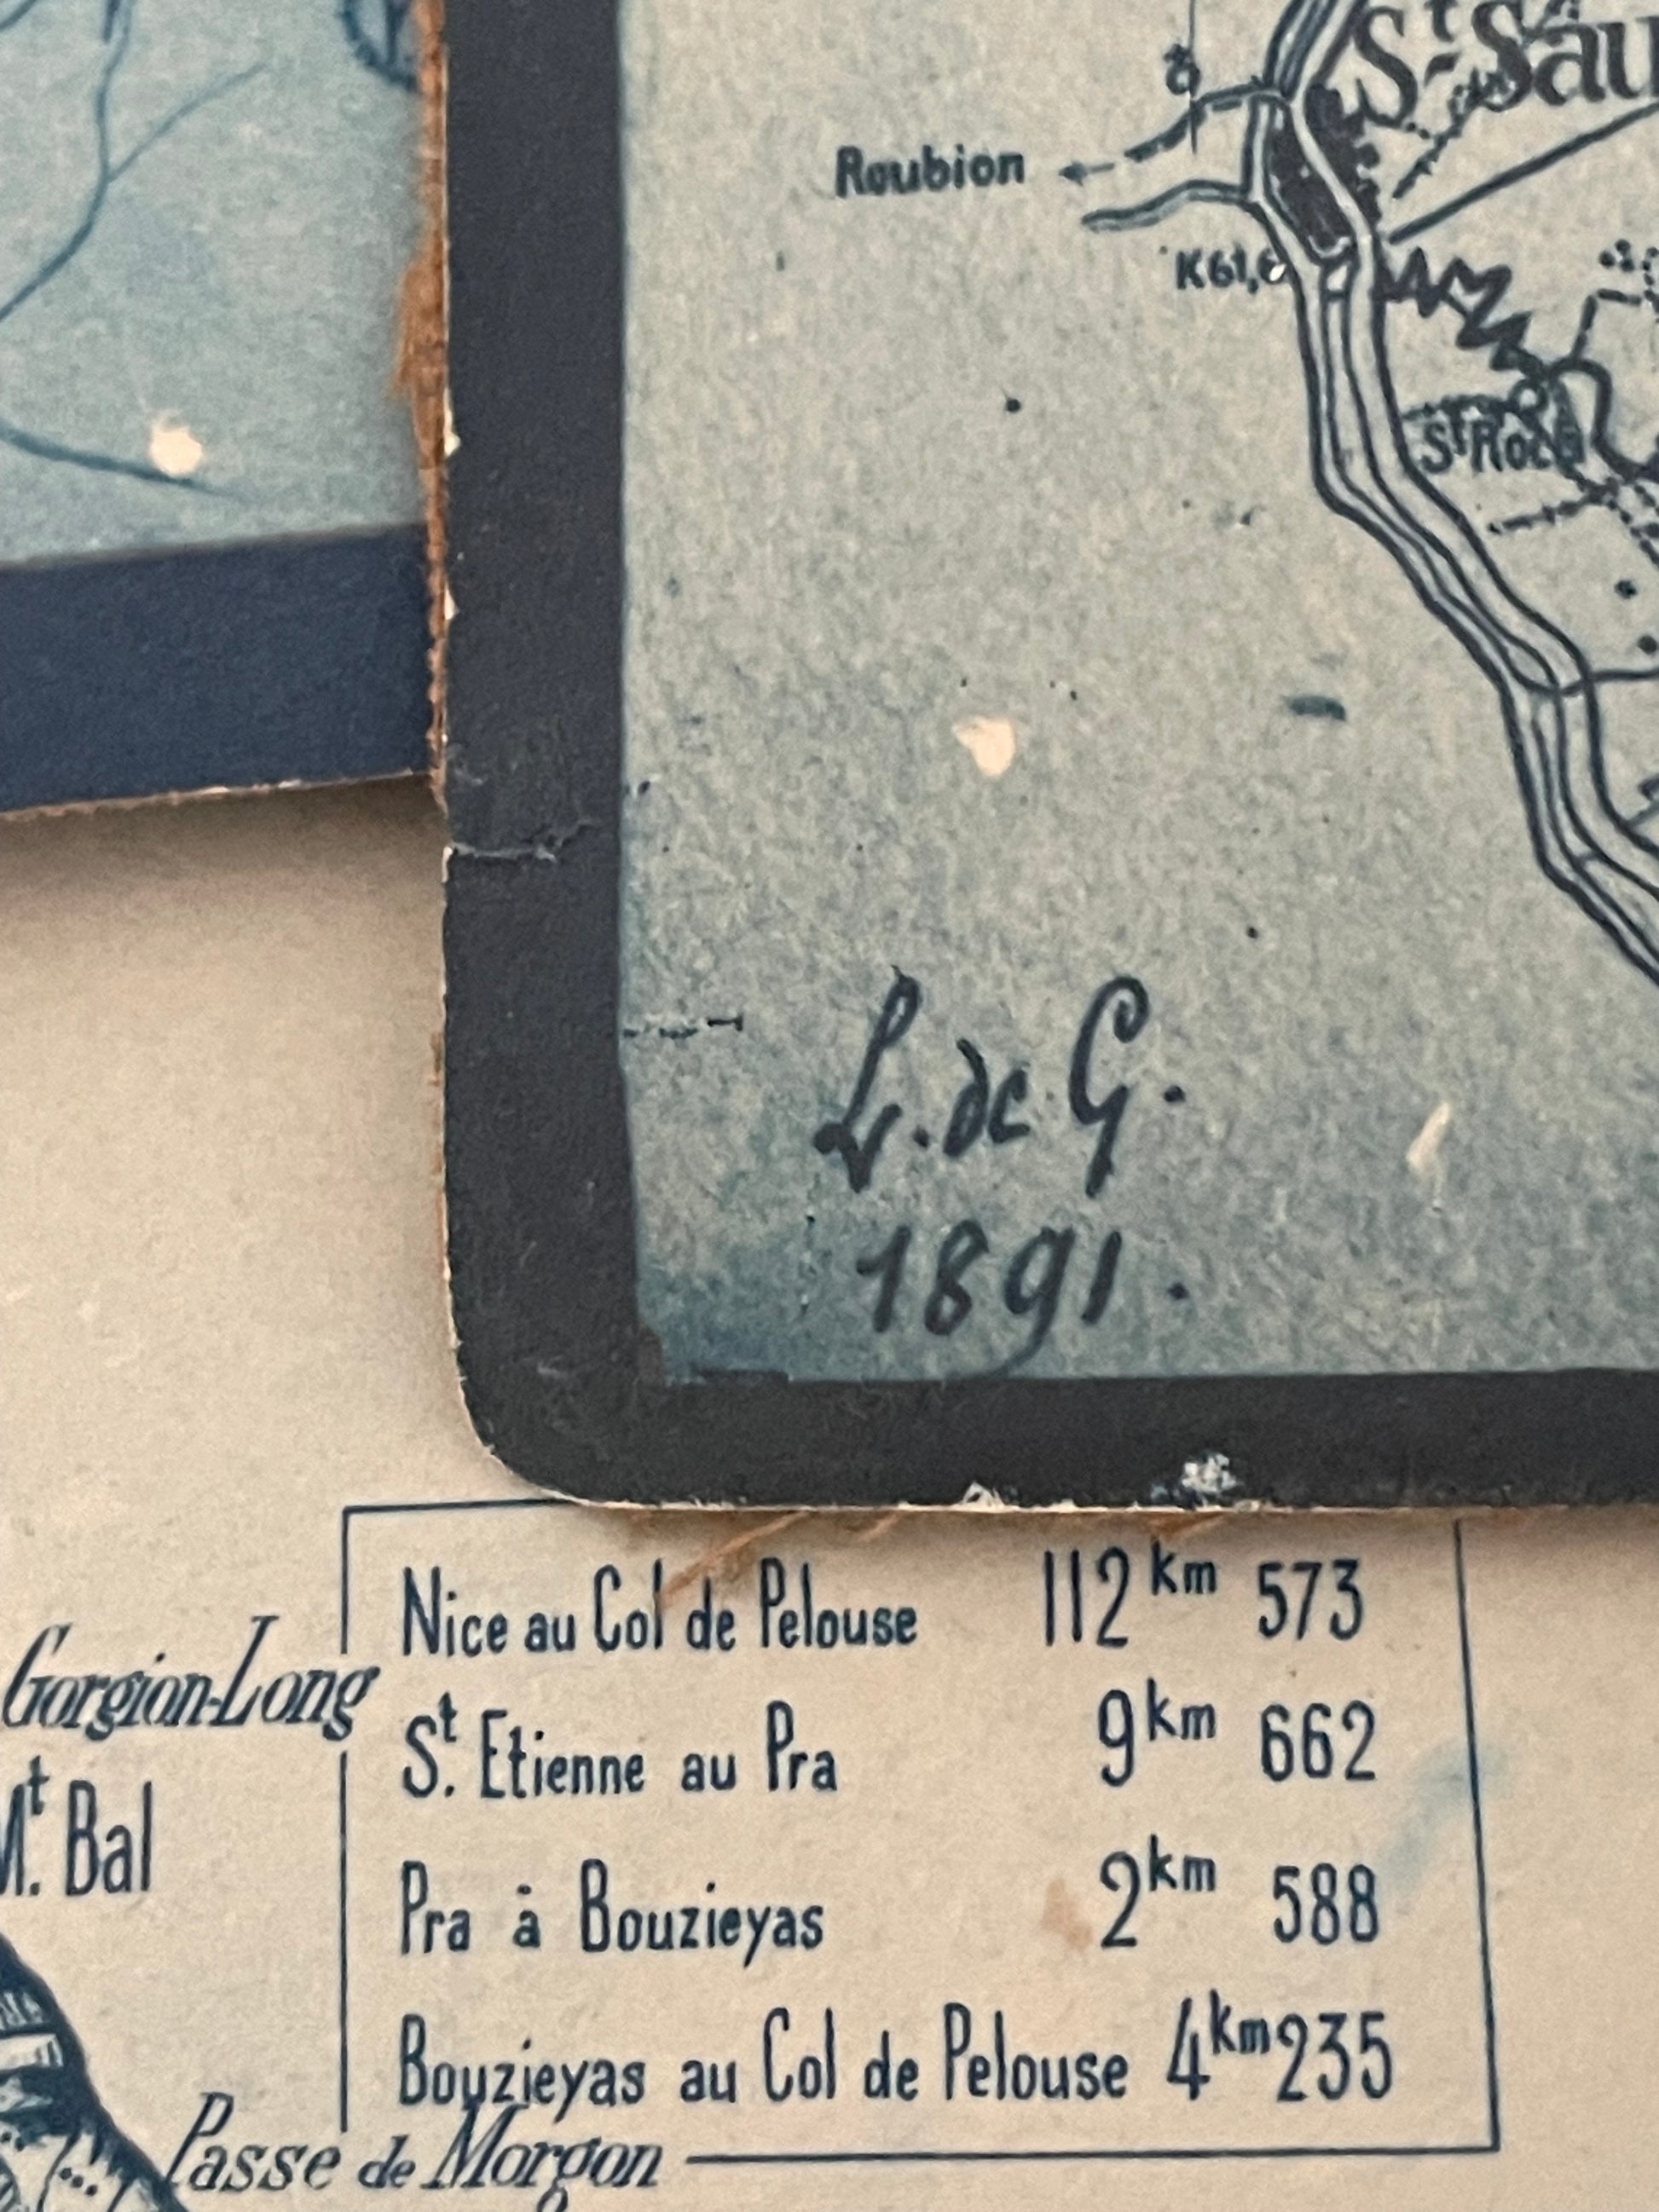 St. Sau
Roubion
K61,6
St Roch
L. de G.
1891.
Nice au Col de Pelouse 112km 573
Gorgion-Long
St. Etienne au Pra 9km 662
Mt. Bal
Pra à Bouzieyas 2km 588
Bouzieyas au Col de Pelouse 4km235
Passe de Morgon